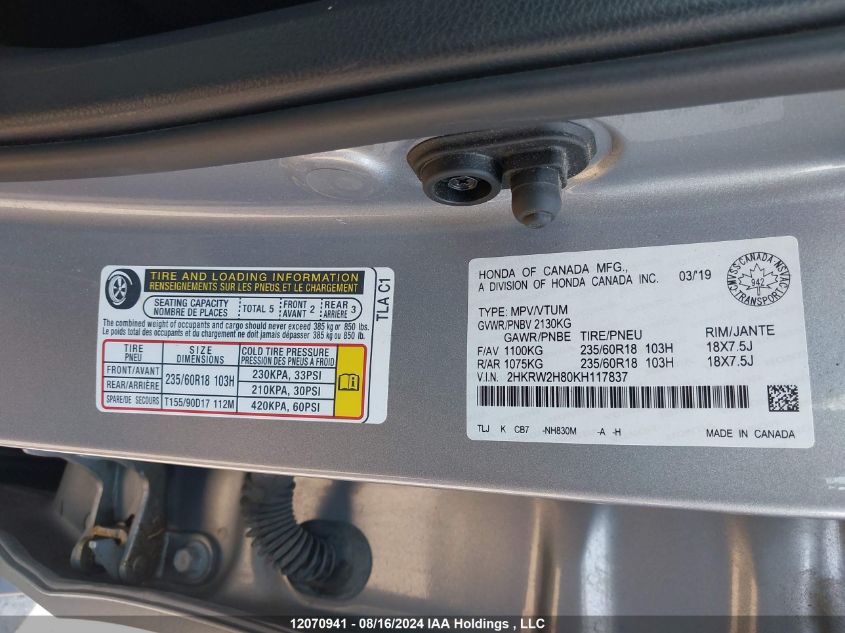 TIRE AND LOADING INFORMATION
RENSEIGNEMENTS SUR LES PNEUS ET LE CHARGEMENT
SEATING CAPACITY
NOMBRE DE PLACES
TOTAL 5
FRONT
AVANT 2
REAR
ARRIÈRE 3
The combined weight of occupants and cargo should never exceed 385 kg or 850 lbs.
Le poids total des occupants et du chargement ne doit jamais dépasser 385 kg ou 850 lb.
TIRE
PNEU
SIZE
DIMENSIONS
COLD TIRE PRESSURE
PRESSION DES PNEUS À FROID
FRONT/AVANT
235/60R18 103H
230KPA, 33PSI
REAR/ARRIÈRE
210KPA, 30PSI
SPARE/DE SECOURS
T155/90D17 112M
420KPA, 60PSI
TLA C1
HONDA OF CANADA MFG.,
A DIVISION OF HONDA CANADA INC. 03/'19
CMVSS.CANADA.NSVAC
942
TRANSPORT
TYPE: MPV/VTUM
GVWR/PNBV 2130KG
GAWR/PNBE TIRE/PNEU RIM/JANTE
F/AV 1100KG 235/60R18 103H 18X7.5J
R/AR 1075KG 235/60R18 103H 18X7.5J
V.I.N. 2HKRW2H80KH117837
TLJ K CB7 -NH830M -A -H MADE IN CANADA
12070941 - 08/16/2024 IAA Holdings , LLC